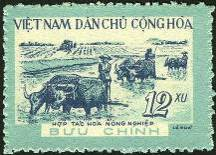 VIỆT NAM DÂN CHỦ CỘNG HÒA
12 XU
HỢP TÁC HÓA NÔNG NGHIỆP
BƯU CHÍNH